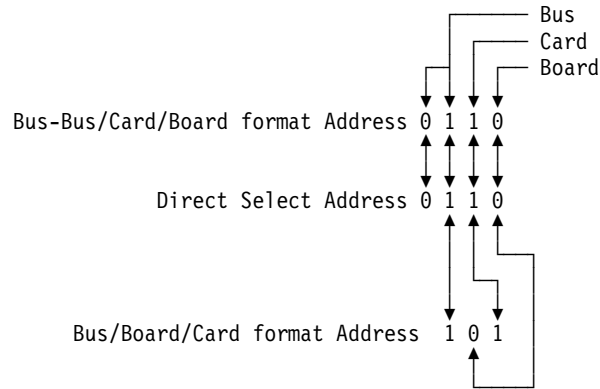 Bus
Card
Board
Bus-Bus/Card/Board format Address 0 1 1 0
Direct Select Address 0 1 1 0
Bus/Board/Card format Address 1 0 1